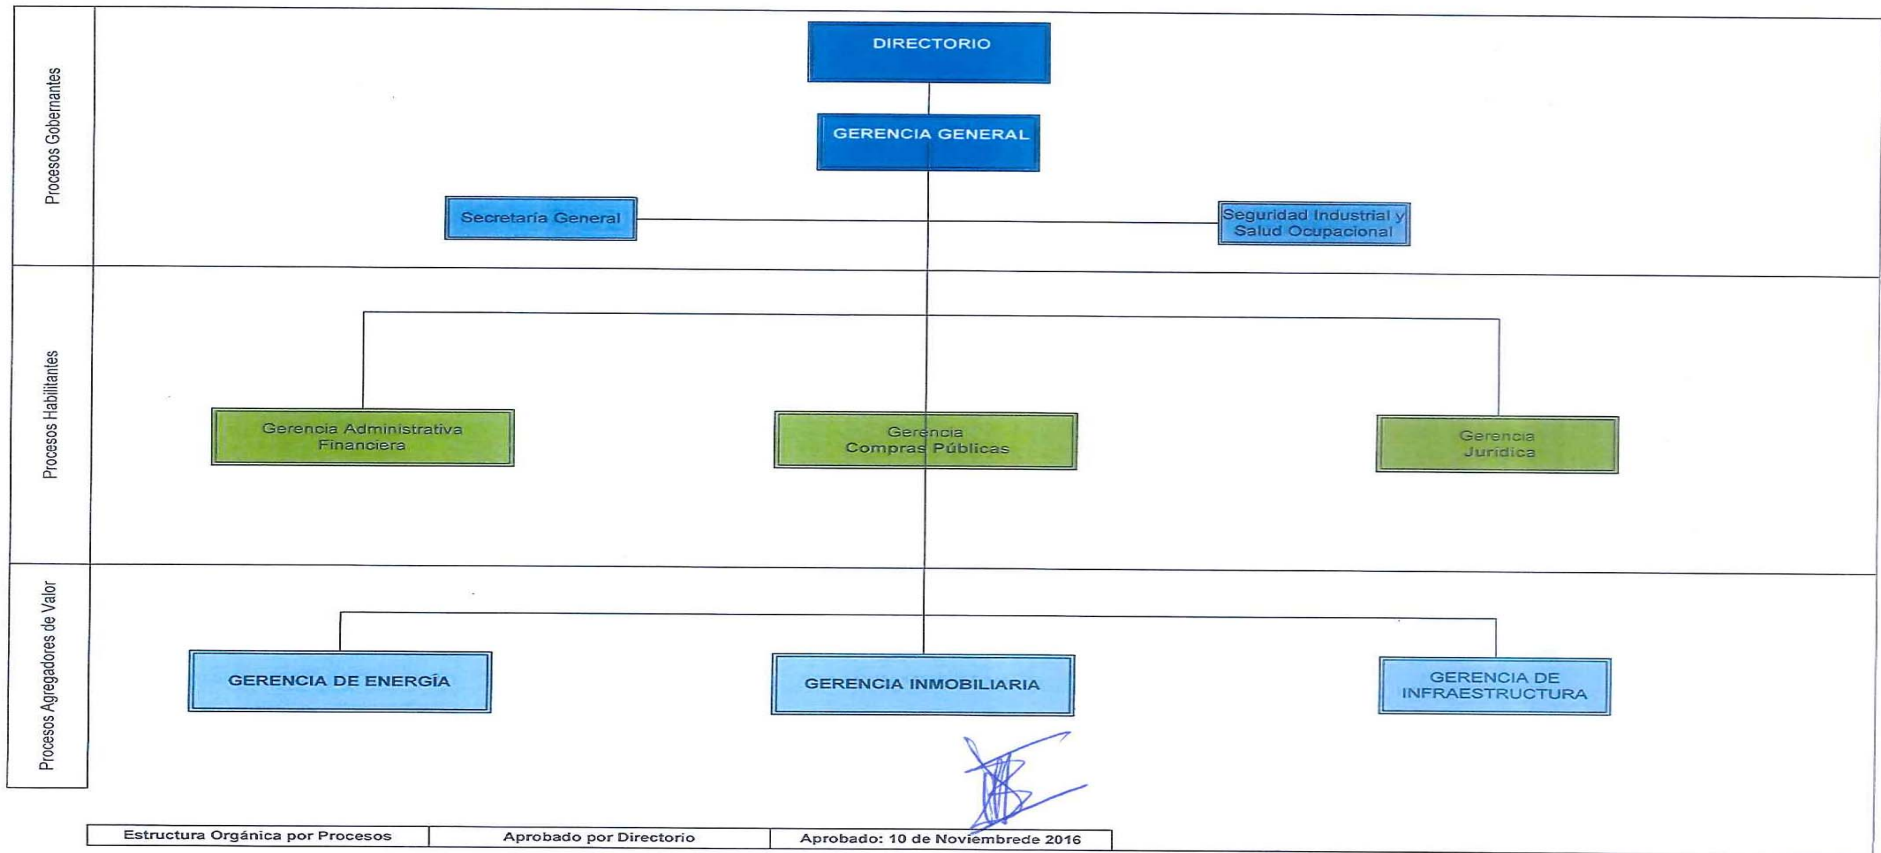 Procesos Gobernantes
DIRECTORIO
GERENCIA GENERAL
Secretaría General
Seguridad Industrial y
Salud Ocupacional
Procesos Habilitantes
Gerencia Administrativa
Financiera
Gerencia
Compras Públicas
Gerencia
Jurídica
Procesos Agregadores de Valor
GERENCIA DE ENERGÍA
GERENCIA INMOBILIARIA
GERENCIA DE
INFRAESTRUCTURA
Estructura Orgánica por Procesos
Aprobado por Directorio
Aprobado: 10 de Noviembrede 2016